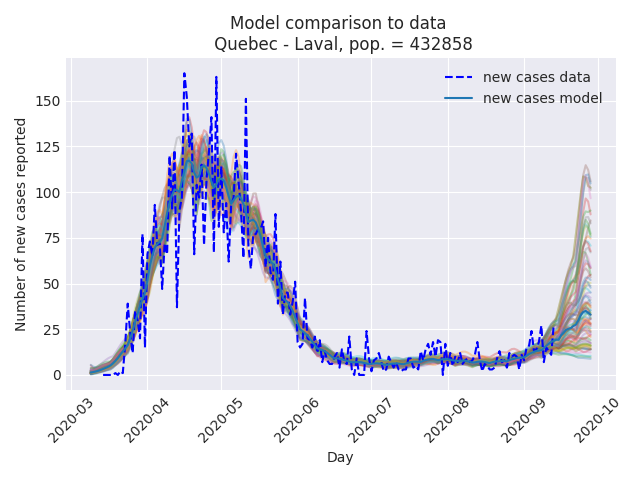 Model comparison to data
Quebec - Laval, pop. = 432858
new cases data
new cases model
Number of new cases reported
150
125
100
75
50
25
0
2020-03
2020-04
2020-05
2020-06
2020-07
2020-08
2020-09
2020-10
Day